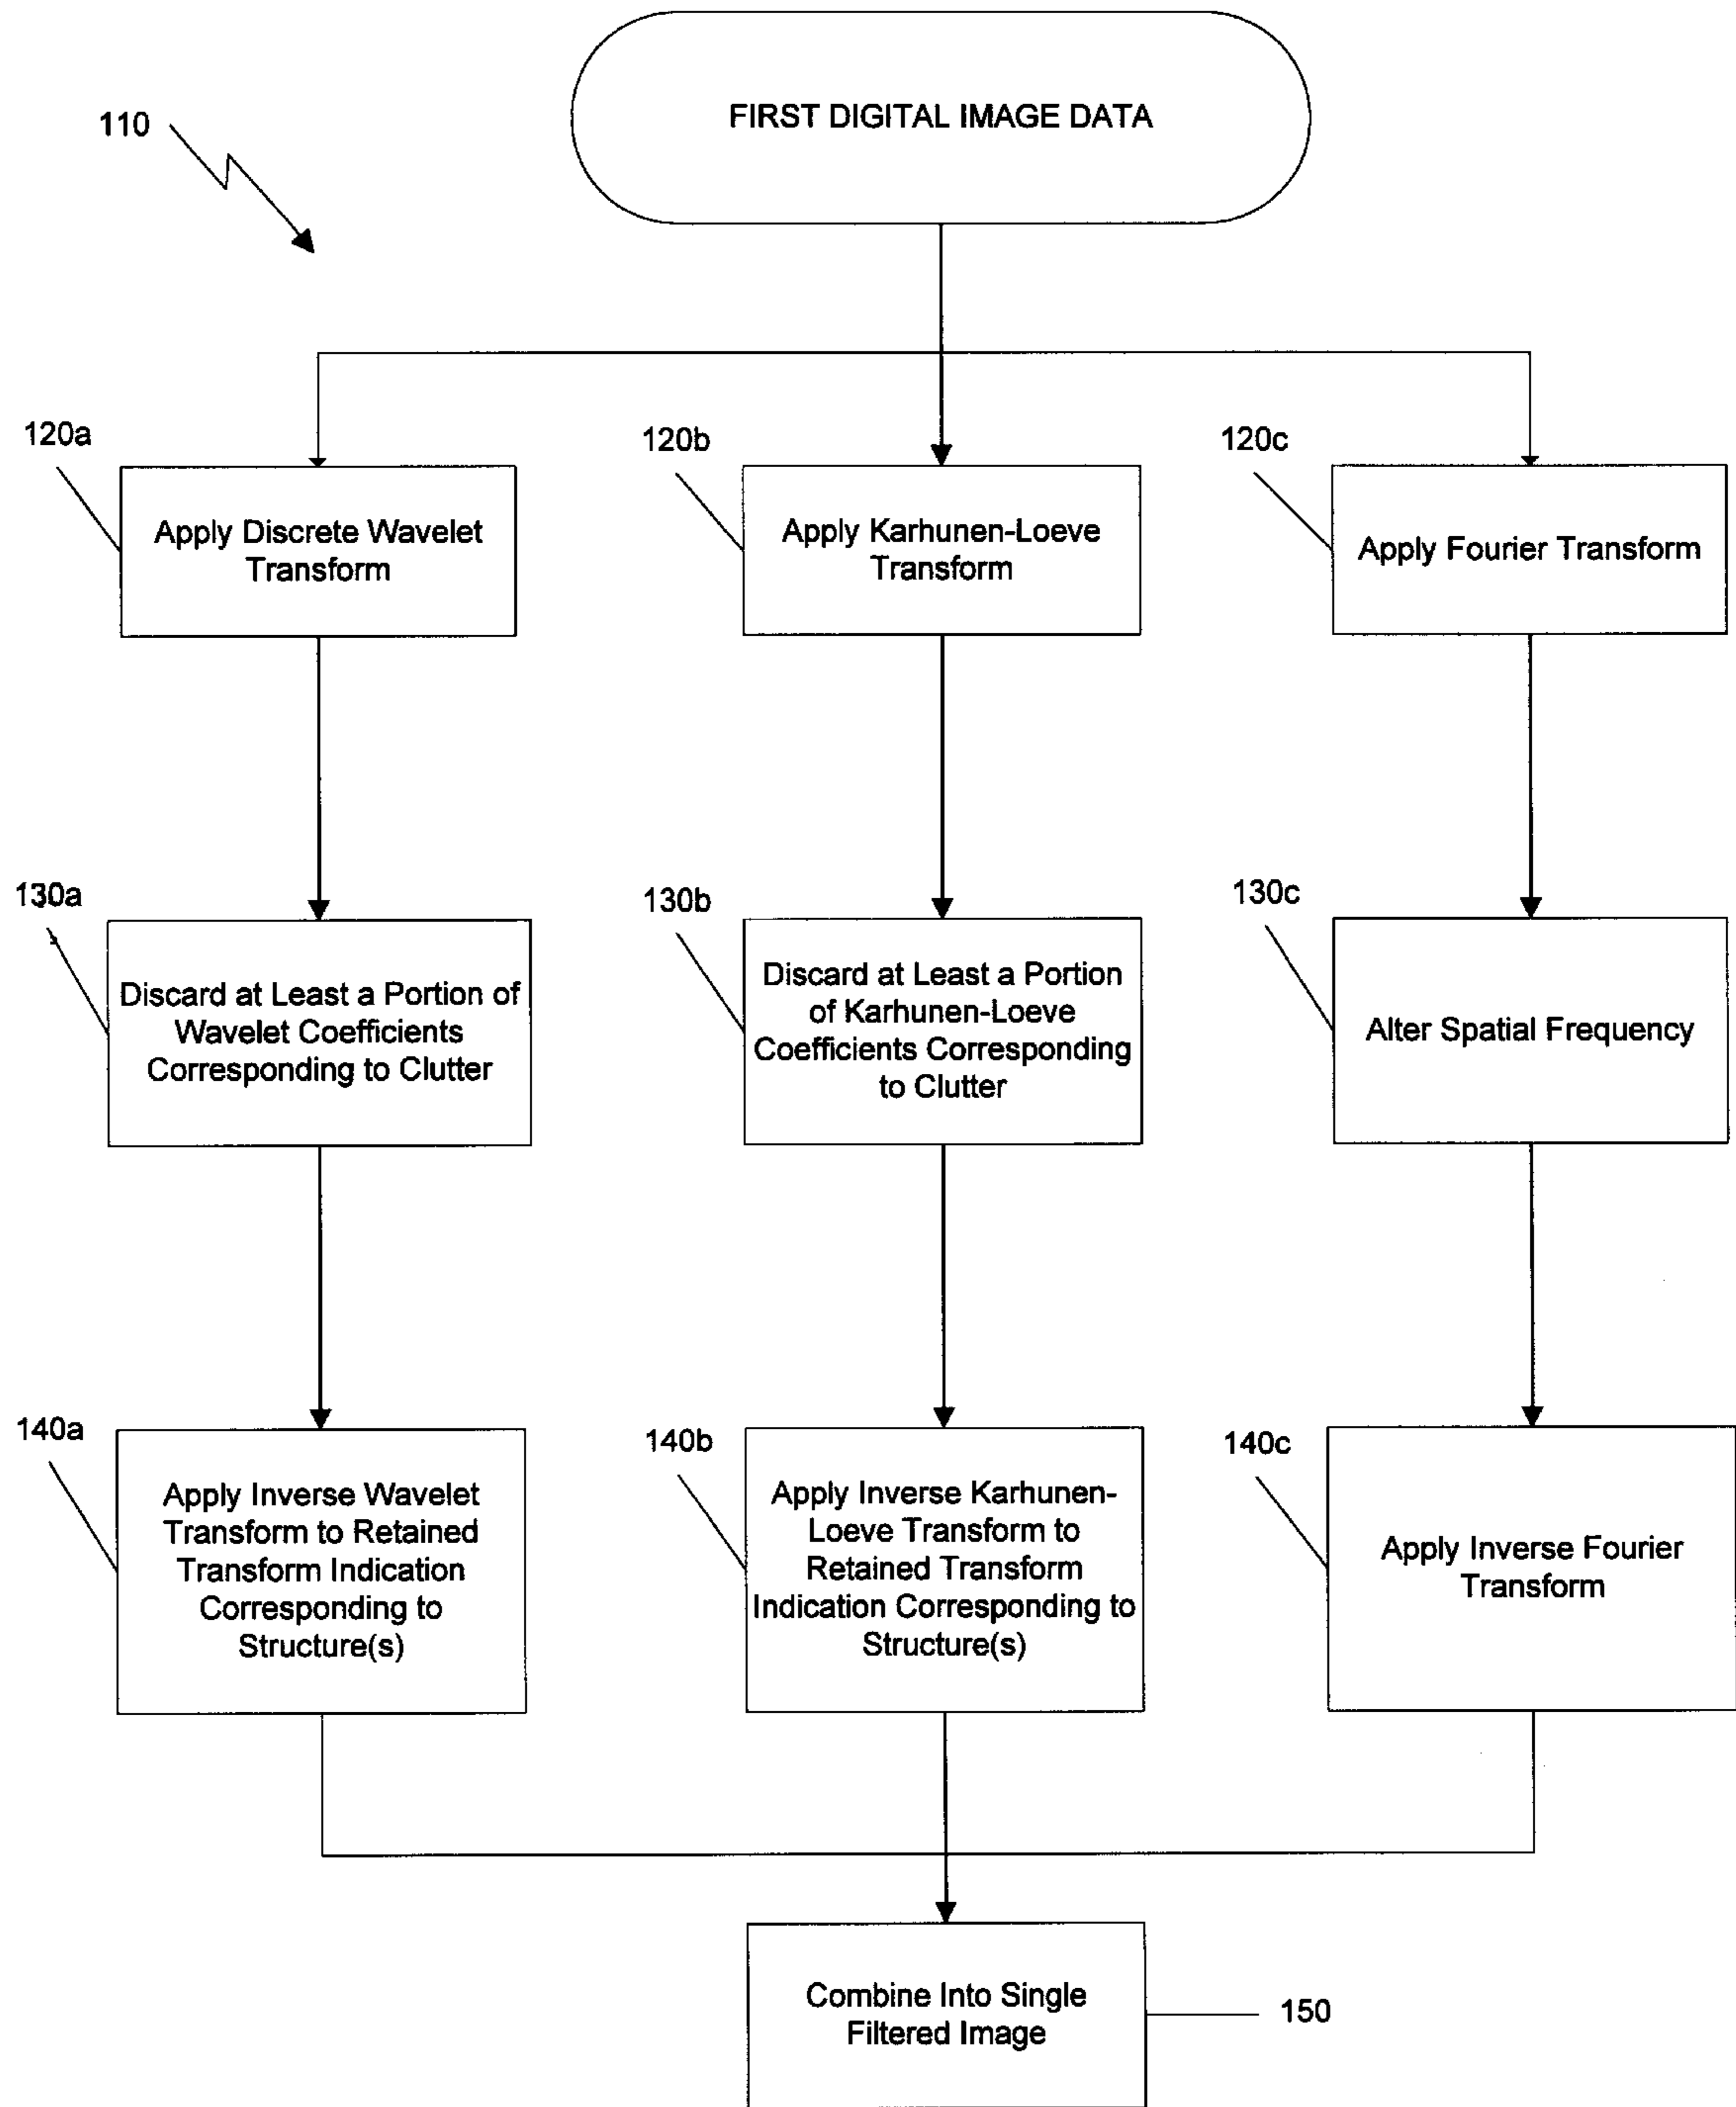 FIRST DIGITAL IMAGE DATA
110
120a
120b
120c
Apply Discrete Wavelet
Transform
Apply Karhunen-Loeve
Transform
Apply Fourier Transform
130a
130b
130c
Discard at Least a Portion of
Wavelet Coefficients
Corresponding to Clutter
Discard at Least a Portion
of Karhunen-Loeve
Coefficients Corresponding
to Clutter
Alter Spatial Frequency
140a
140b
140c
Apply Inverse Wavelet
Transform to Retained
Transform Indication
Corresponding to
Structure(s)
Apply Inverse Karhunen-
Loeve Transform to
Retained Transform
Indication Corresponding to
Structure(s)
Apply Inverse Fourier
Transform
Combine Into Single
Filtered Image
150